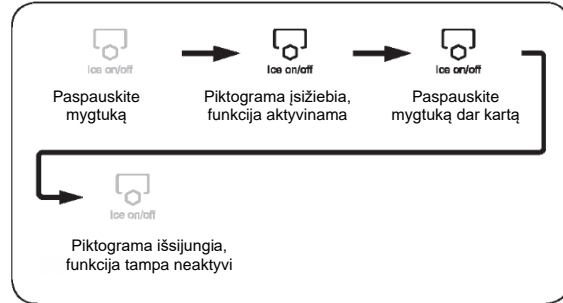 Ice on/off
Ice on/off
Ice on/off
Paspauskite
mygtuką
Piktograma įsižiebia,
funkcija aktyvinama
Paspauskite
mygtuką dar kartą
Ice on/off
Piktograma išsijungia,
funkcija tampa neaktyvi